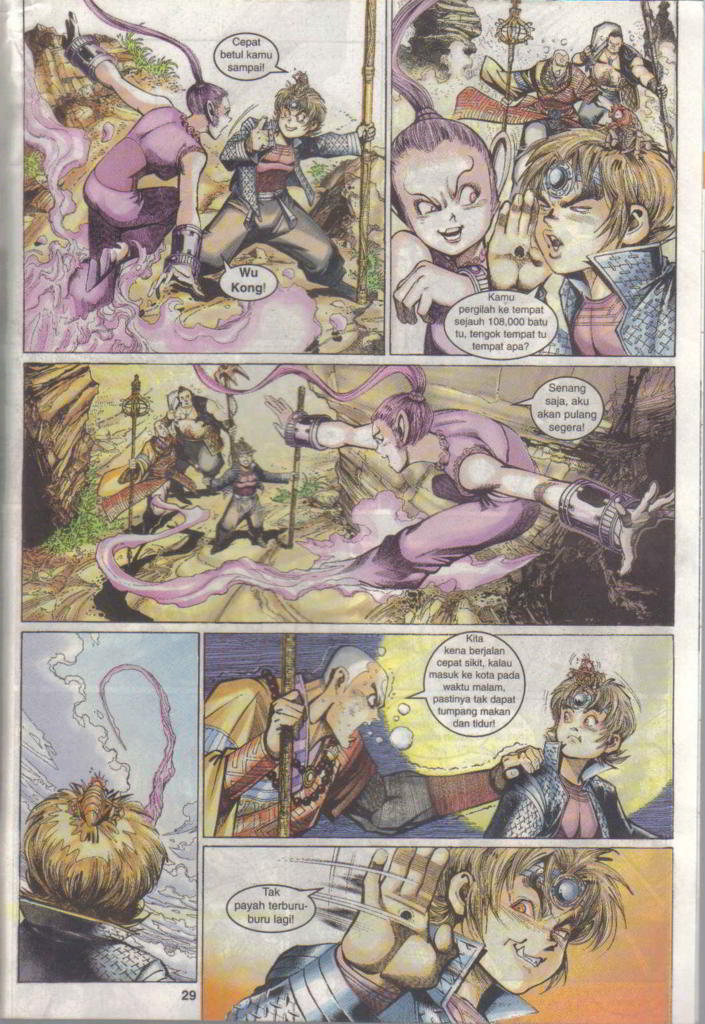 Cepat
betul kamu
sampai!
Wu
Kong!
Kamu
pergilah ke tempat
sejauh 108,000 batu
tu, tengok tempat tu
tempat apa?
Senang
saja, aku
akan pulang
segera!
Kita
kena berjalan
cepat sikit, kalau
masuk ke kota pada
waktu malam,
pastinya tak dapat
tumpang makan
dan tidur!
Tak
payah terburu-
buru lagi!
29